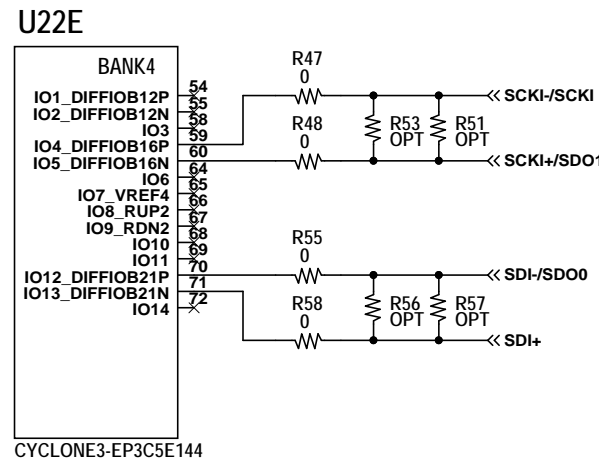 U22E
BANK4
IO1_DIFFIOB12P 54
IO2_DIFFIOB12N 55
IO3 58
IO4_DIFFIOB16P 59
IO5_DIFFIOB16N 60
IO6 64
IO7_VREF4 65
IO8_RUP2 66
IO9_RDN2 67
IO10 68
IO11 69
IO12_DIFFIOB21P 70
IO13_DIFFIOB21N 71
IO14 72
CYCLONE3-EP3C5E144
R47
0
SCKI-/SCKI
R48
0
R53
OPT
R51
OPT
SCKI+/SDO1
R55
0
SDI-/SDO0
R58
0
R56
OPT
R57
OPT
SDI+